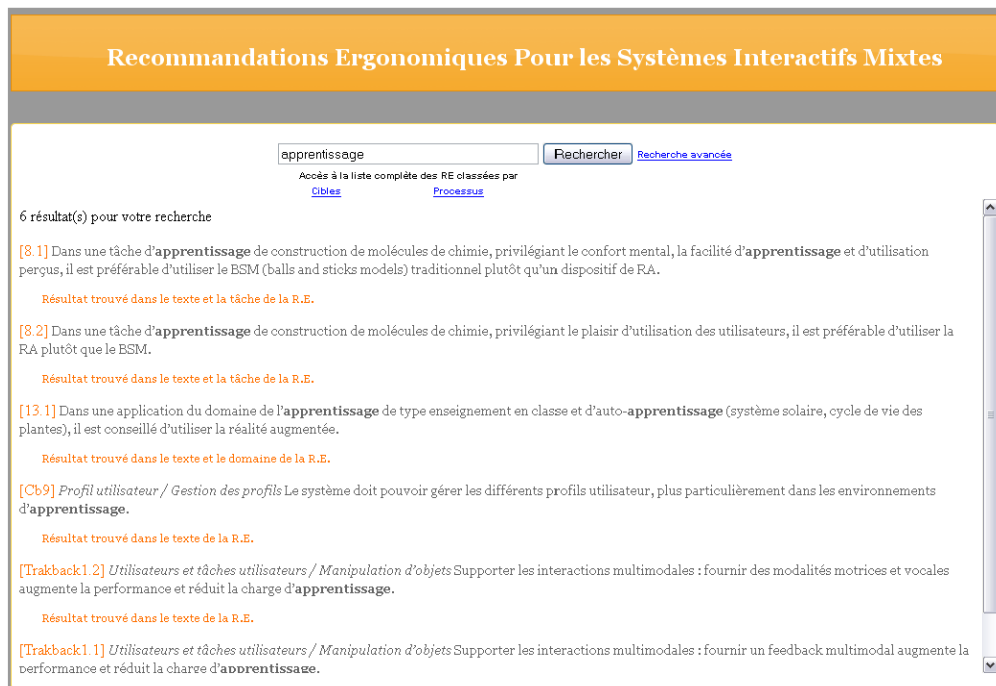 Recommandations Ergonomiques Pour les Systèmes Interactifs Mixtes
apprentissage Rechercher Recherche avancée
Accès à la liste complète des RE classées par
Cibles Processus
6 résultat(s) pour votre recherche
[8.1] Dans une tâche d'apprentissage de construction de molécules de chimie, privilégiant le confort mental, la facilité d'apprentissage et d'utilisation
perçus, il est préférable d'utiliser le BSM (balls and sticks models) traditionnel plutôt qu'un dispositif de RA.
Résultat trouvé dans le texte et la tâche de la R.E.
[8.2] Dans une tâche d'apprentissage de construction de molécules de chimie, privilégiant le plaisir d'utilisation des utilisateurs, il est préférable d'utiliser la
RA plutôt que le BSM.
Résultat trouvé dans le texte et la tâche de la R.E.
[13.1] Dans une application du domaine de l'apprentissage de type enseignement en classe et d'auto-apprentissage (système solaire, cycle de vie des
plantes), il est conseillé d'utiliser la réalité augmentée.
Résultat trouvé dans le texte et le domaine de la R.E.
[Cb9] Profil utilisateur / Gestion des profils Le système doit pouvoir gérer les différents profils utilisateur, plus particulièrement dans les environnements
d'apprentissage.
Résultat trouvé dans le texte de la R.E.
[Trakback1.2] Utilisateurs et tâches utilisateurs / Manipulation d'objets Supporter les interactions multimodales : fournir des modalités motrices et vocales
augmente la performance et réduit la charge d'apprentissage.
Résultat trouvé dans le texte de la R.E.
[Trakback1.1] Utilisateurs et tâches utilisateurs / Manipulation d'objets Supporter les interactions multimodales : fournir un feedback multimodal augmente la
performance et réduit la charge d'apprentissage.